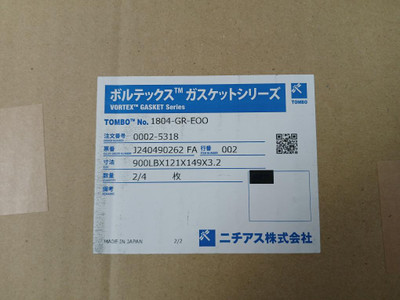 ボルテックス™ ガスケットシリーズ
VORTEX™ GASKET Series
TOMBO
TOMBO™ No. 1804-GR-EOO
注文番号 0002-5318
票番 J240490262 FA 行番 002
寸法 900LBX121X149X3.2
数量 2/4 枚
備考
ニチアス株式会社
MADE IN JAPAN 2/2